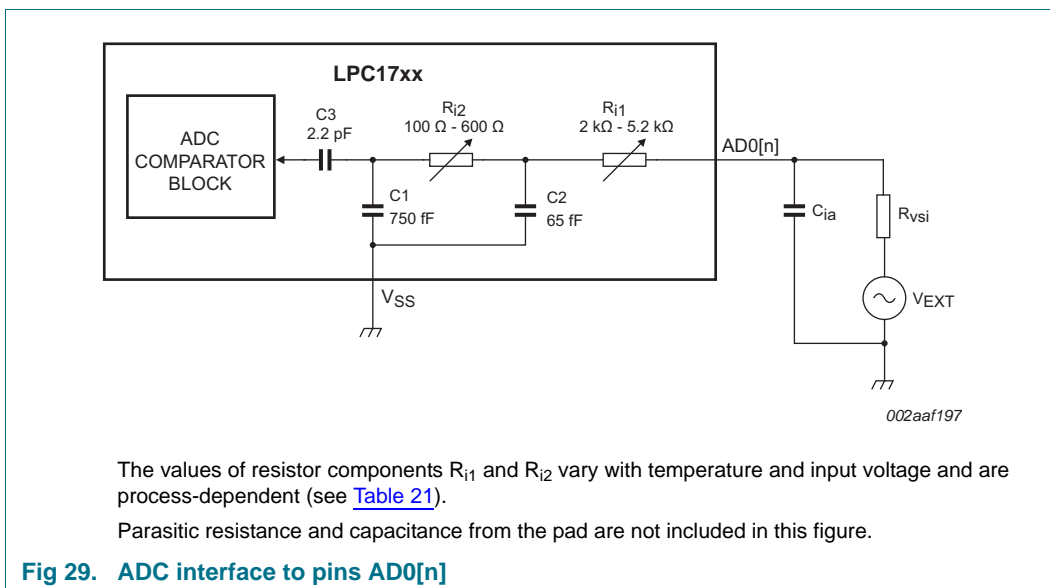 LPC17xx
ADC
COMPARATOR
BLOCK
C3
2.2 pF
Ri2
100 Ω - 600 Ω
Ri1
2 kΩ - 5.2 kΩ
AD0[n]
C1
750 fF
C2
65 fF
Cia
Rvsi
VSS
VEXT
002aaf197
The values of resistor components Ri1 and Ri2 vary with temperature and input voltage and are
process-dependent (see Table 21).
Parasitic resistance and capacitance from the pad are not included in this figure.
Fig 29. ADC interface to pins AD0[n]